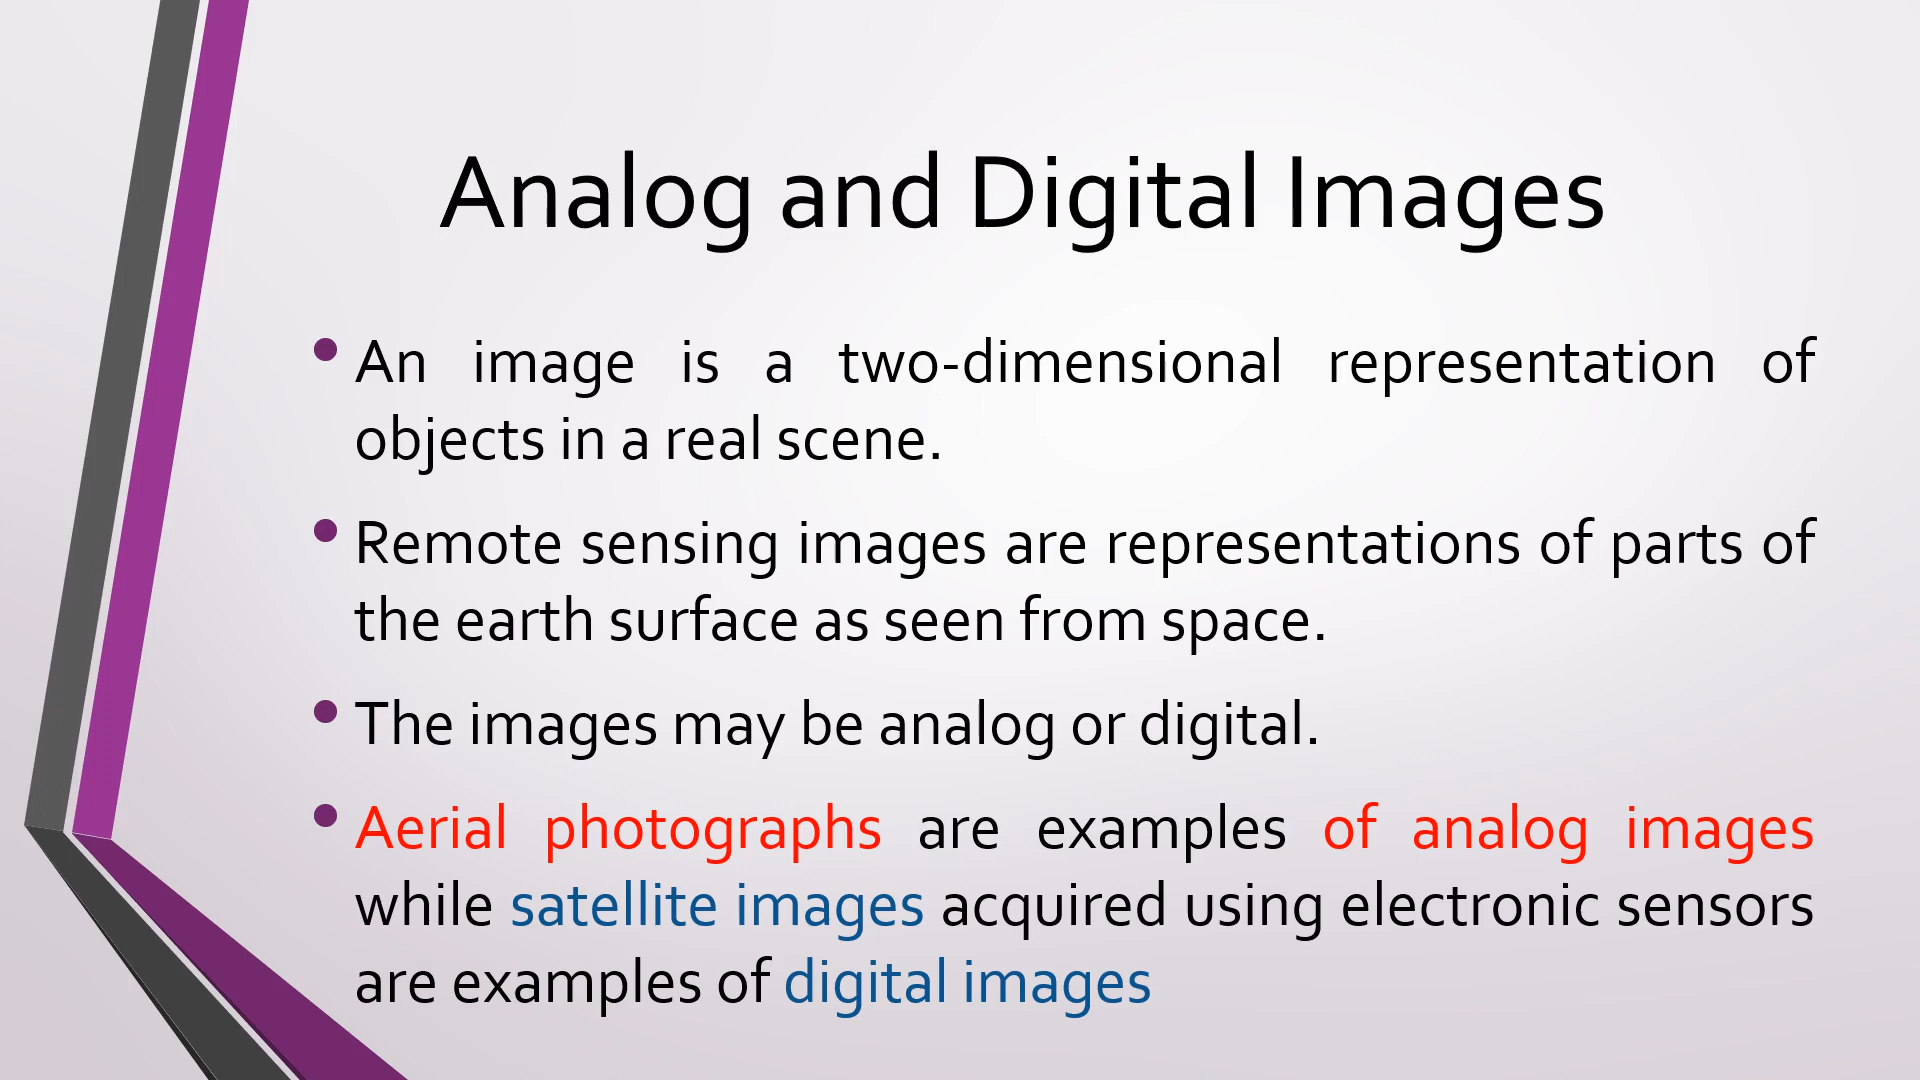 Analog and Digital Images
• An image is a two-dimensional representation of
objects in a real scene.
• Remote sensing images are representations of parts of
the earth surface as seen from space.
• The images may be analog or digital.
• Aerial photographs are examples of analog images
while satellite images acquired using electronic sensors
are examples of digital images